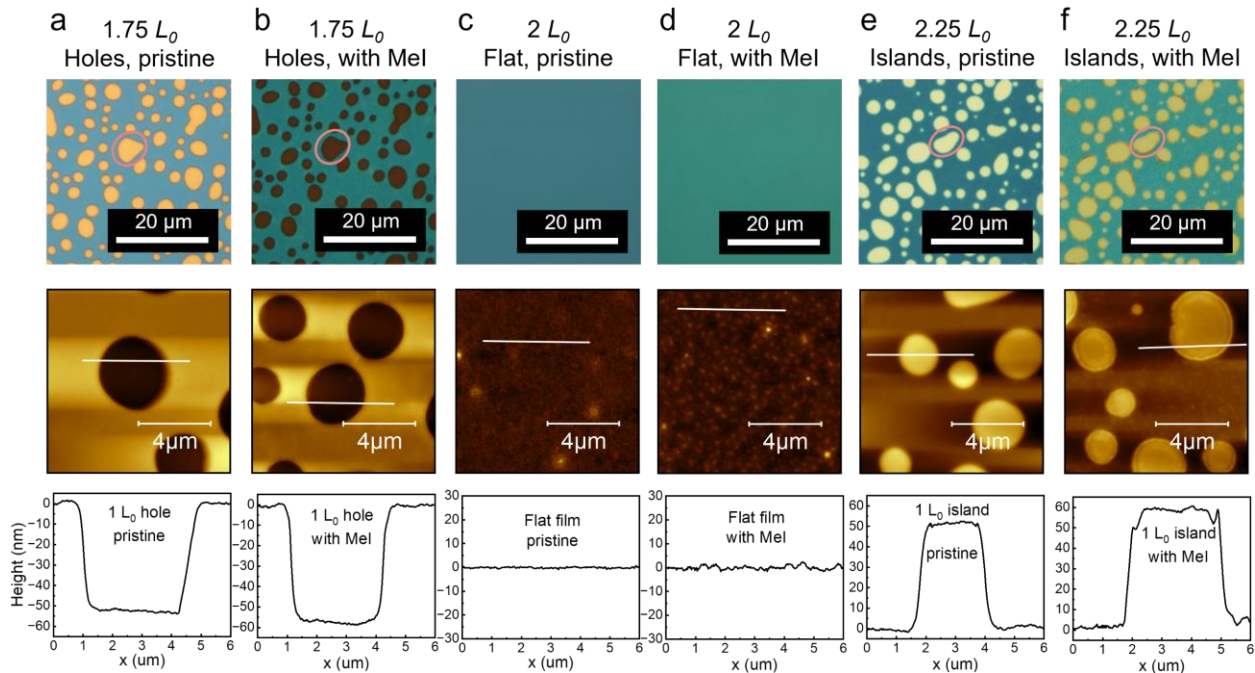 a
1.75 L₀
Holes, pristine
b
1.75 L₀
Holes, with MeI
c
2 L₀
Flat, pristine
d
2 L₀
Flat, with MeI
e
2.25 L₀
Islands, pristine
f
2.25 L₀
Islands, with MeI
20 µm
20 µm
20 µm
20 µm
20 µm
20 µm
4µm
4µm
4µm
4µm
4µm
4µm
Height (nm)
0
−10
−20
−30
−40
−50
−60
1 L₀ hole
pristine
0 1 2 3 4 5 6
x (um)
0
−10
−20
−30
−40
−50
−60
1 L₀ hole
with MeI
0 1 2 3 4 5 6
x (um)
30
20
10
0
−10
−20
−30
Flat film
pristine
0 1 2 3 4 5 6
x (um)
30
20
10
0
−10
−20
−30
Flat film
with MeI
0 1 2 3 4 5 6
x (um)
60
50
40
30
20
10
0
1 L₀ island
pristine
0 1 2 3 4 5 6
x (um)
60
50
40
30
20
10
0
1 L₀ island
with MeI
0 1 2 3 4 5 6
x (um)